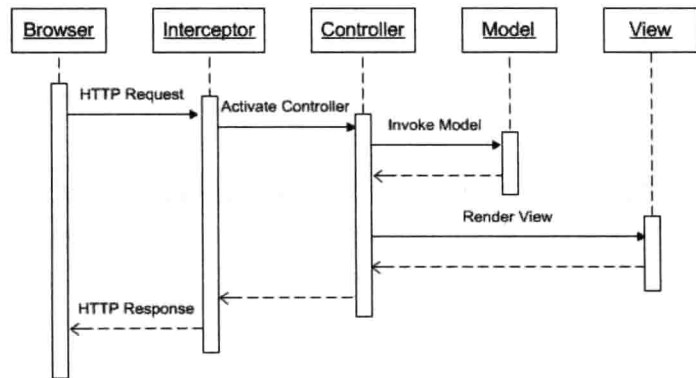 Browser
Interceptor
Controller
Model
View
HTTP Request
Activate Controller
Invoke Model
Render View
HTTP Response